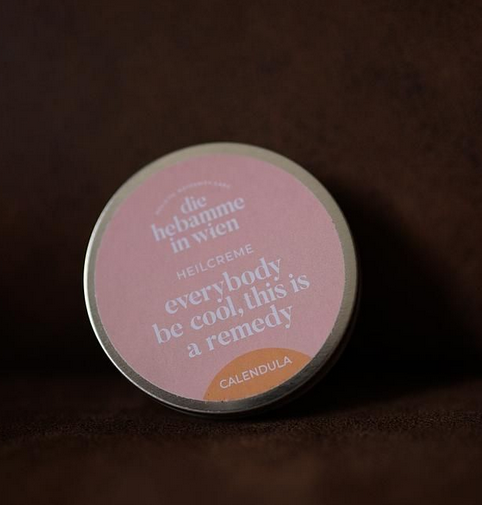 die
hebamme
in wien
HEILCREME
everybody
be cool, this is
a remedy
CALENDULA